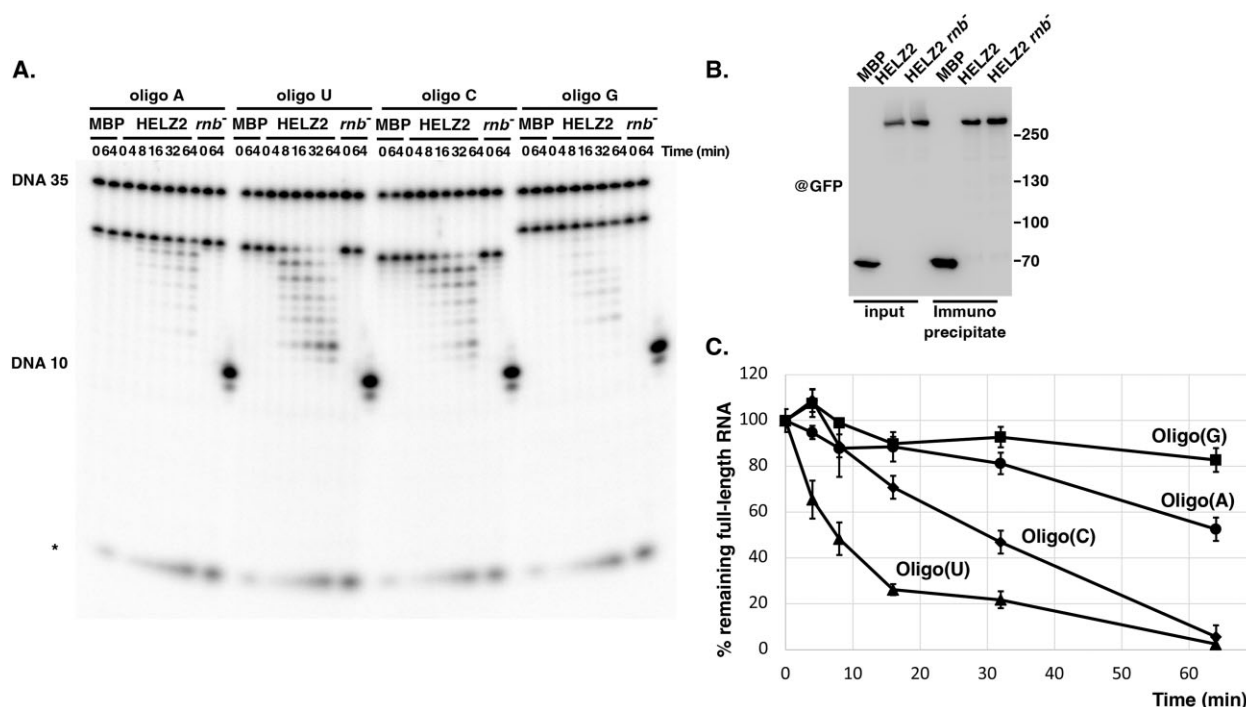 A.
oligo A oligo U oligo C oligo G
MBP HELZ2 rnb- MBP HELZ2 rnb- MBP HELZ2 rnb- MBP HELZ2 rnb-
0 64 0 4 8 16 32 64 0 64 0 64 0 4 8 16 32 64 0 64 0 64 0 4 8 16 32 64 0 64 0 64 0 4 8 16 32 64 0 64 Time (min)
DNA 35
DNA 10
*
B.
MBP HELZ2 HELZ2 rnb- MBP HELZ2 HELZ2 rnb-
-250
@GFP
-130
-100
-70
input Immuno
precipitate
C.
% remaining full-length RNA
120
100
80
60
40
20
0
Oligo(G)
Oligo(A)
Oligo(C)
Oligo(U)
0 10 20 30 40 50 60
Time (min)